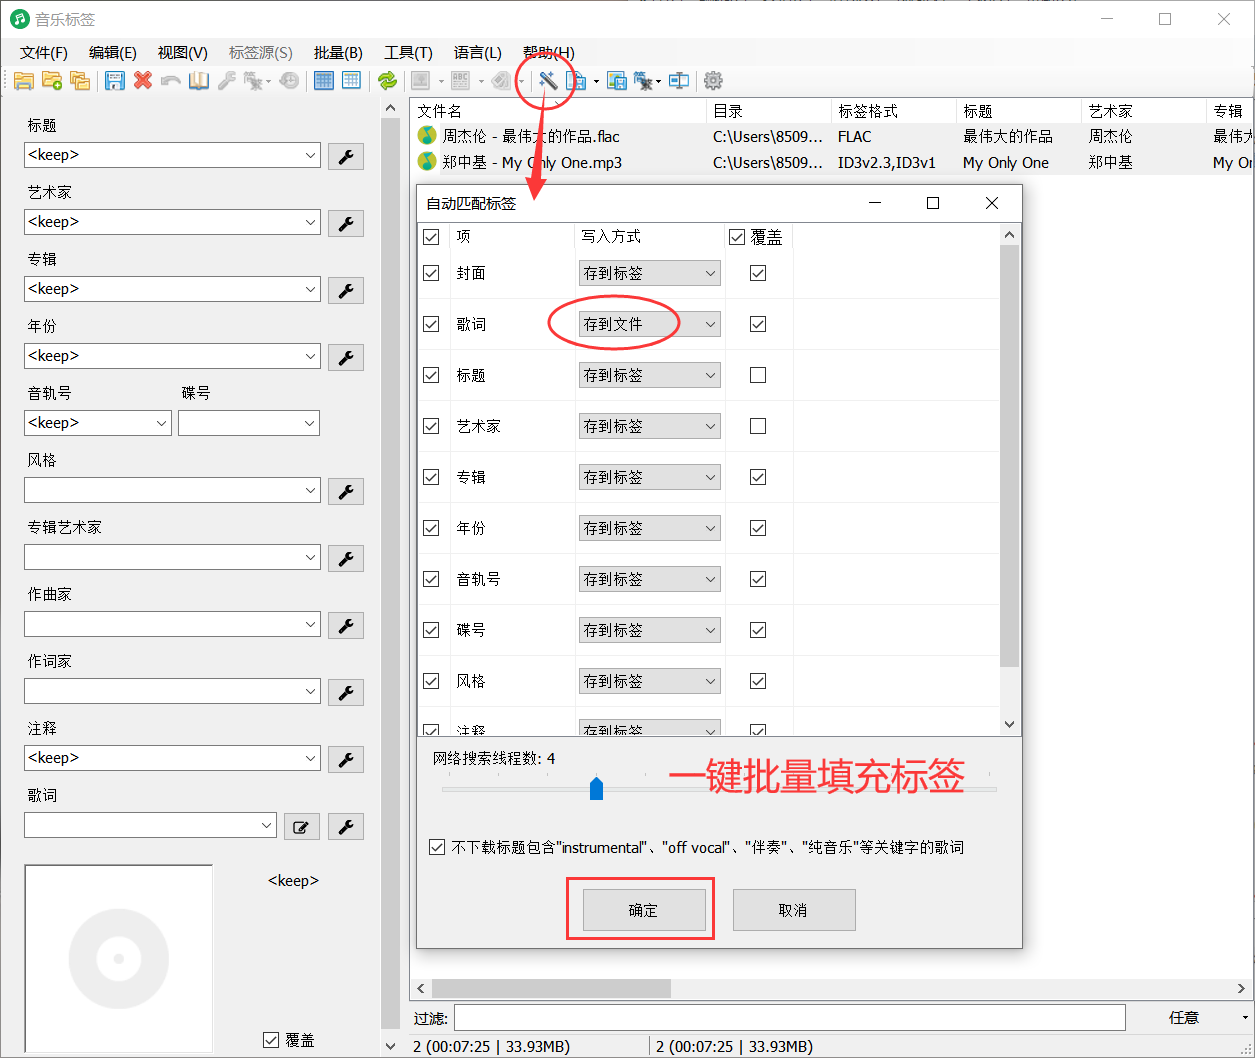 音乐标签
文件(F) 编辑(E) 视图(V) 标签源(S) 批量(B) 工具(T) 语言(L) 帮助(H)
标题
<keep>
艺术家
<keep>
专辑
<keep>
年份
<keep>
音轨号 碟号
<keep>
风格
专辑艺术家
作曲家
作词家
注释
<keep>
歌词
<keep>
覆盖
文件名 目录 标签格式 标题 艺术家 专辑
周杰伦 - 最伟大的作品.flac C:\Users\8509... FLAC 最伟大的作品 周杰伦 最伟大
郑中基 - My Only One.mp3 C:\Users\8509... ID3v2.3,ID3v1 My Only One 郑中基 My Or
自动匹配标签
项 写入方式 覆盖
封面 存到标签
歌词 存到文件
标题 存到标签
艺术家 存到标签
专辑 存到标签
年份 存到标签
音轨号 存到标签
碟号 存到标签
风格 存到标签
注释 存到标签
网络搜索线程数: 4
一键批量填充标签
不下载标题包含"instrumental"、"off vocal"、"伴奏"、"纯音乐"等关键字的歌词
确定 取消
过滤: 任意
2 (00:07:25 | 33.93MB) 2 (00:07:25 | 33.93MB)